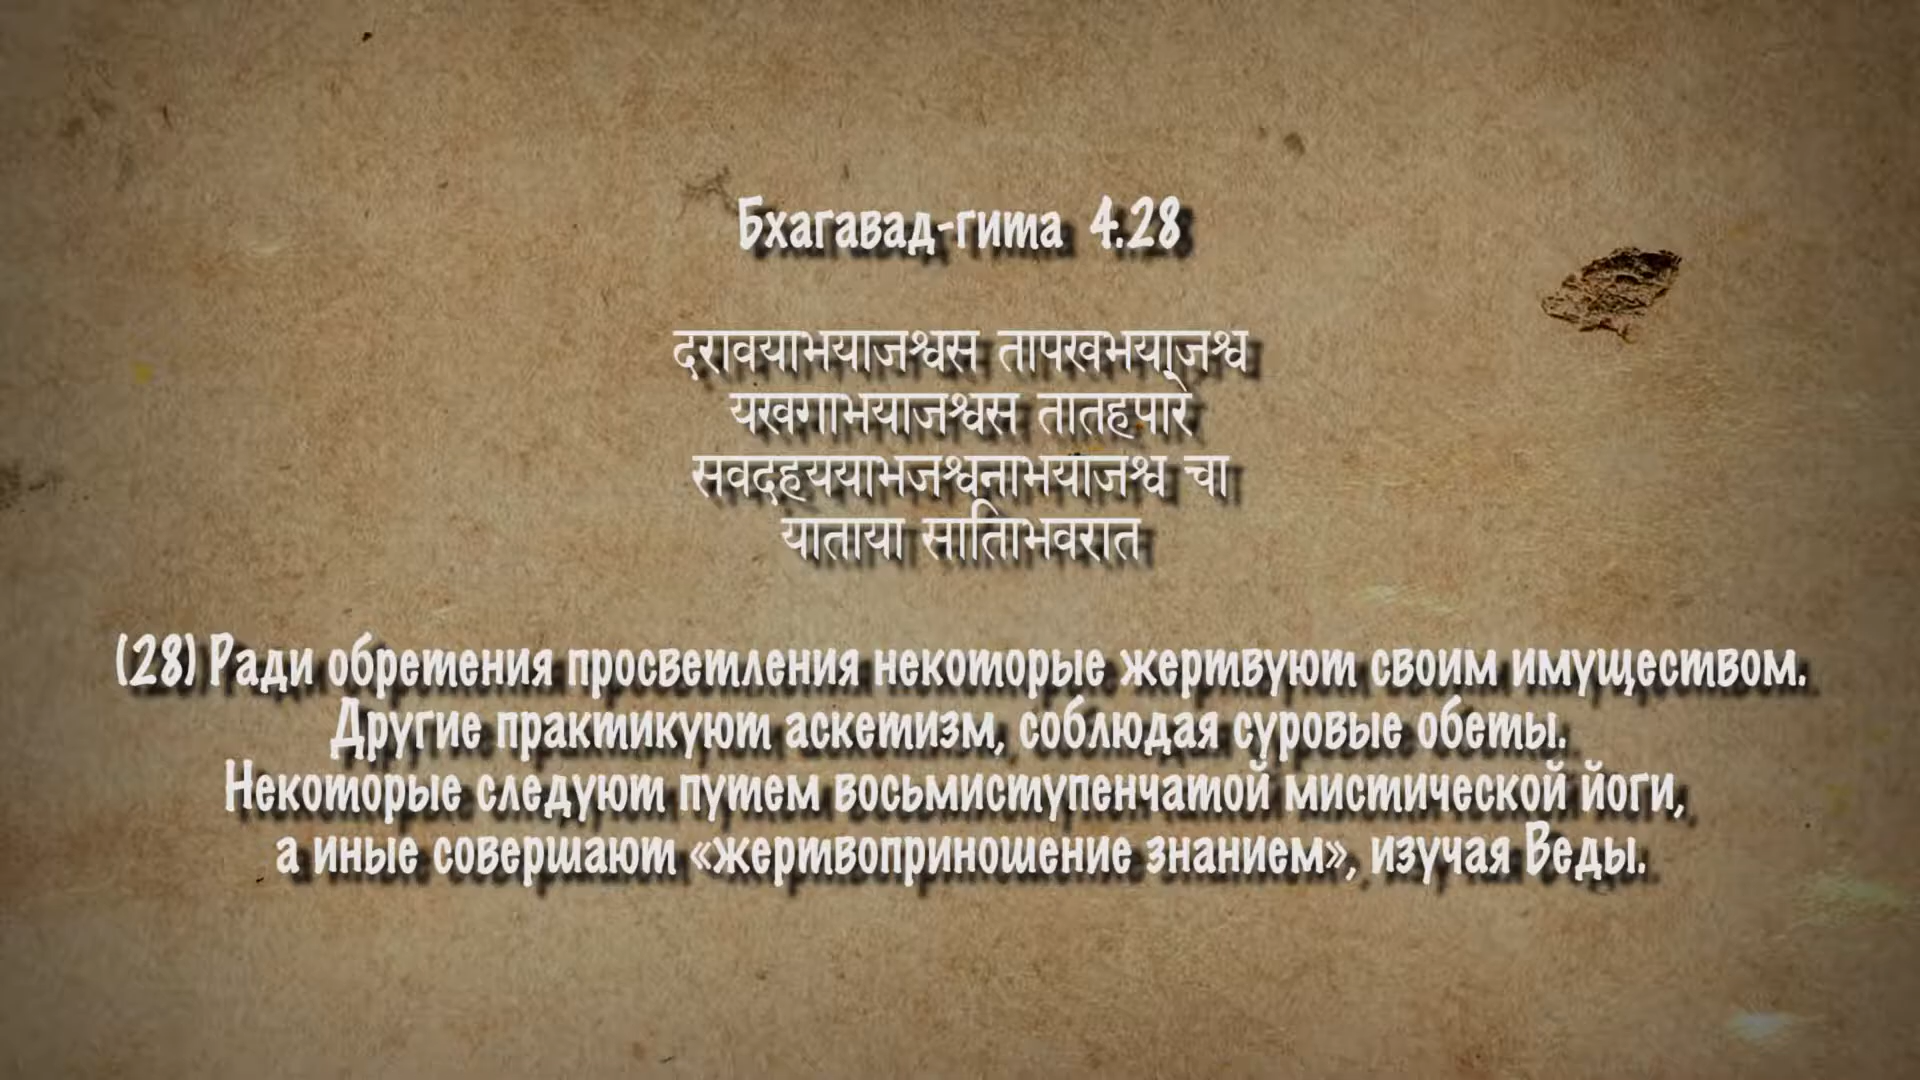 Бхагавад-гита 4.28
दरावयाभयाजश्वस तापखभयाजश्व
यखगाभयाजश्वस तातहपारे
सवदहययाभजश्वनाभयाजश्व चा
याताया सातिाभवरात
(28) Ради обретения просветления некоторые жертвуют своим имуществом.
Другие практикуют аскетизм, соблюдая суровые обеты.
Некоторые следуют путем восьмиступенчатой мистической йоги,
а иные совершают «жертвоприношение знанием», изучая Веды.